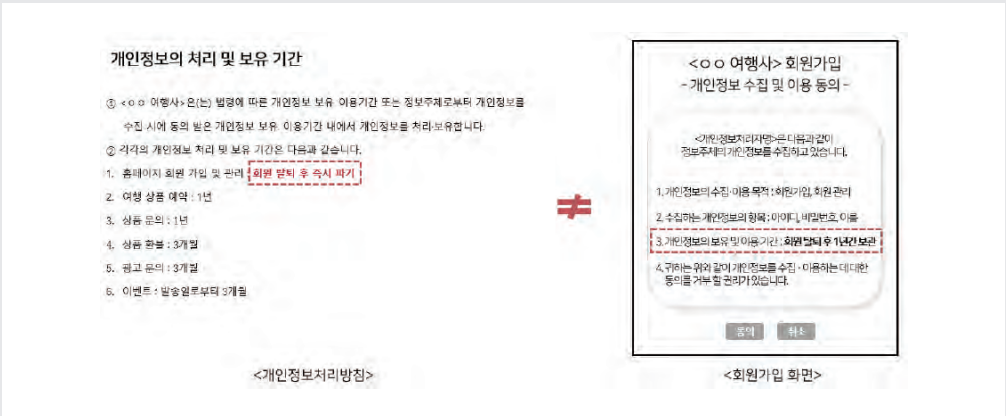 개인정보의 처리 및 보유 기간
① <ㅇㅇ 여행사>은(는) 법령에 따른 개인정보 보유·이용기간 또는 정보주체로부터 개인정보를
수집 시에 동의 받은 개인정보 보유·이용기간 내에서 개인정보를 처리·보유합니다.
② 각각의 개인정보 처리 및 보유 기간은 다음과 같습니다.
1. 홈페이지 회원 가입 및 관리 : 회원 탈퇴 후 즉시 파기
2. 여행 상품 예약 : 1년
3. 상품 문의 : 1년
4. 상품 환불 : 3개월
5. 광고 문의 : 3개월
6. 이벤트 : 발송일로부터 3개월
<개인정보처리방침>
≠
<ㅇㅇ 여행사> 회원가입
- 개인정보 수집 및 이용 동의 -
<개인정보처리자명>은 다음과 같이
정보주체의 개인정보를 수집하고 있습니다.
1. 개인정보의 수집·이용 목적 : 회원가입, 회원 관리
2. 수집하는 개인정보의 항목 : 아이디, 비밀번호, 이름
3. 개인정보의 보유 및 이용 기간 : 회원 탈퇴 후 1년간 보관
4. 귀하는 위와 같이 개인정보를 수집·이용하는 데 대한
동의를 거부 할 권리가 있습니다.
동의 취소
<회원가입 화면>